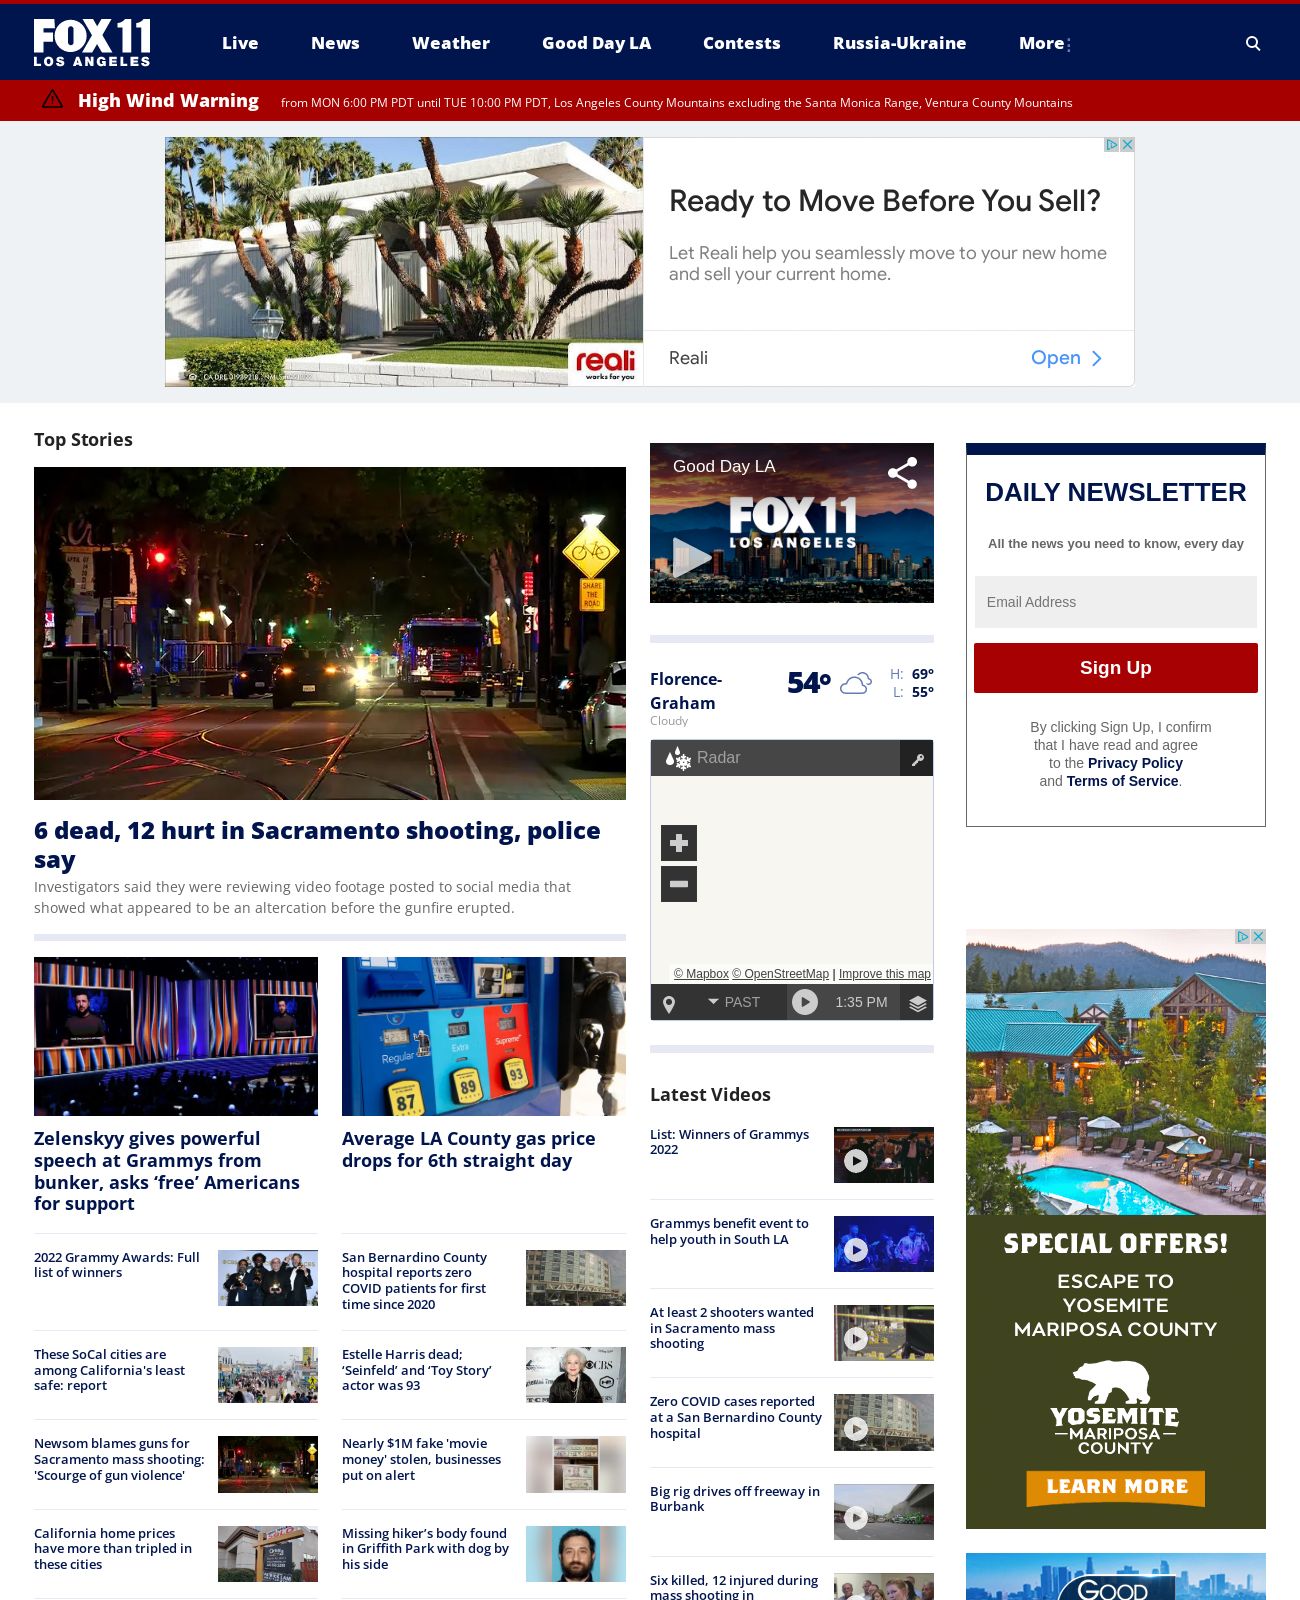 FOX 11
LOS ANGELES
Live
News
Weather
Good Day LA
Contests
Russia-Ukraine
More
High Wind Warning
from MON 6:00 PM PDT until TUE 10:00 PM PDT, Los Angeles County Mountains excluding the Santa Monica Range, Ventura County Mountains
reali
works for you
Ready to Move Before You Sell?
Let Reali help you seamlessly move to your new home
and sell your current home.
Reali
Open
Top Stories
SHARE
THE
ROAD
6 dead, 12 hurt in Sacramento shooting, police
say
Investigators said they were reviewing video footage posted to social media that
showed what appeared to be an altercation before the gunfire erupted.
Zelenskyy gives powerful
speech at Grammys from
bunker, asks ‘free’ Americans
for support
Regular
Extra
Supreme+
87
89
93
Average LA County gas price
drops for 6th straight day
2022 Grammy Awards: Full
list of winners
These SoCal cities are
among California's least
safe: report
Newsom blames guns for
Sacramento mass shooting:
'Scourge of gun violence'
California home prices
have more than tripled in
these cities
San Bernardino County
hospital reports zero
COVID patients for first
time since 2020
Estelle Harris dead;
‘Seinfeld’ and ‘Toy Story’
actor was 93
CBS
Nearly $1M fake 'movie
money' stolen, businesses
put on alert
Missing hiker’s body found
in Griffith Park with dog by
his side
Good Day LA
FOX 11
LOS ANGELES
Florence-
Graham
Cloudy
54º
H: 69º
L: 55º
Radar
© Mapbox © OpenStreetMap | Improve this map
PAST
1:35 PM
Latest Videos
List: Winners of Grammys
2022
Grammys benefit event to
help youth in South LA
At least 2 shooters wanted
in Sacramento mass
shooting
Zero COVID cases reported
at a San Bernardino County
hospital
Big rig drives off freeway in
Burbank
Six killed, 12 injured during
mass shooting in
DAILY NEWSLETTER
All the news you need to know, every day
Email Address
Sign Up
By clicking Sign Up, I confirm
that I have read and agree
to the Privacy Policy
and Terms of Service.
SPECIAL OFFERS!
ESCAPE TO
YOSEMITE
MARIPOSA COUNTY
YOSEMITE
MARIPOSA
COUNTY
LEARN MORE
GOOD